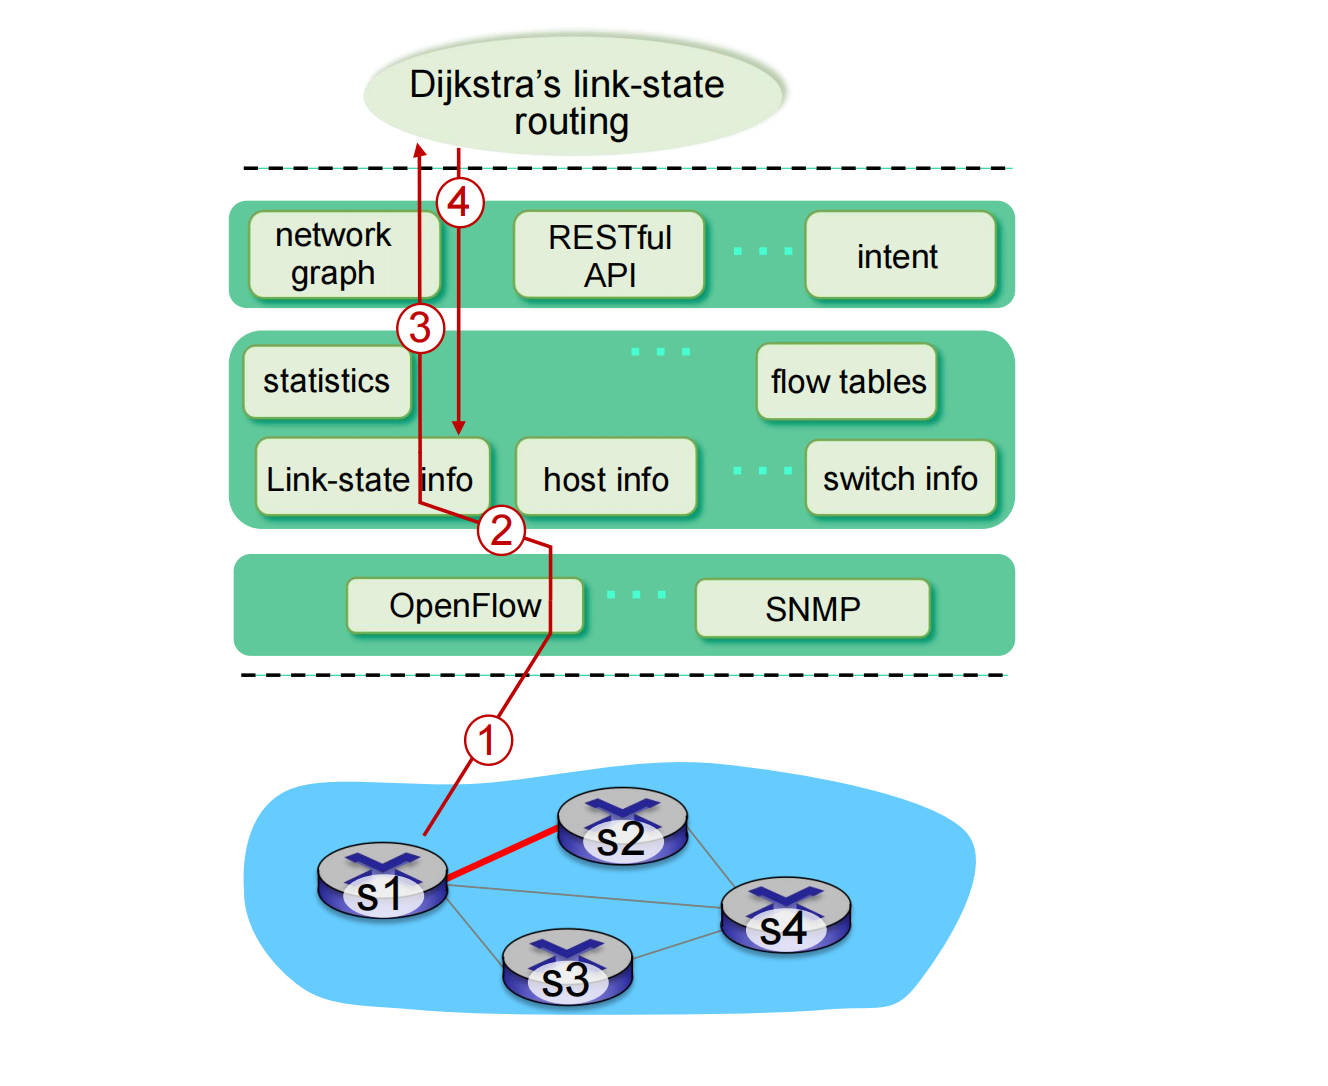 Dijkstra's link-state
routing
4
network
graph
RESTful
API
intent
3
statistics
flow tables
Link-state info
host info
switch info
2
OpenFlow
SNMP
1
s2
s1
s4
s3